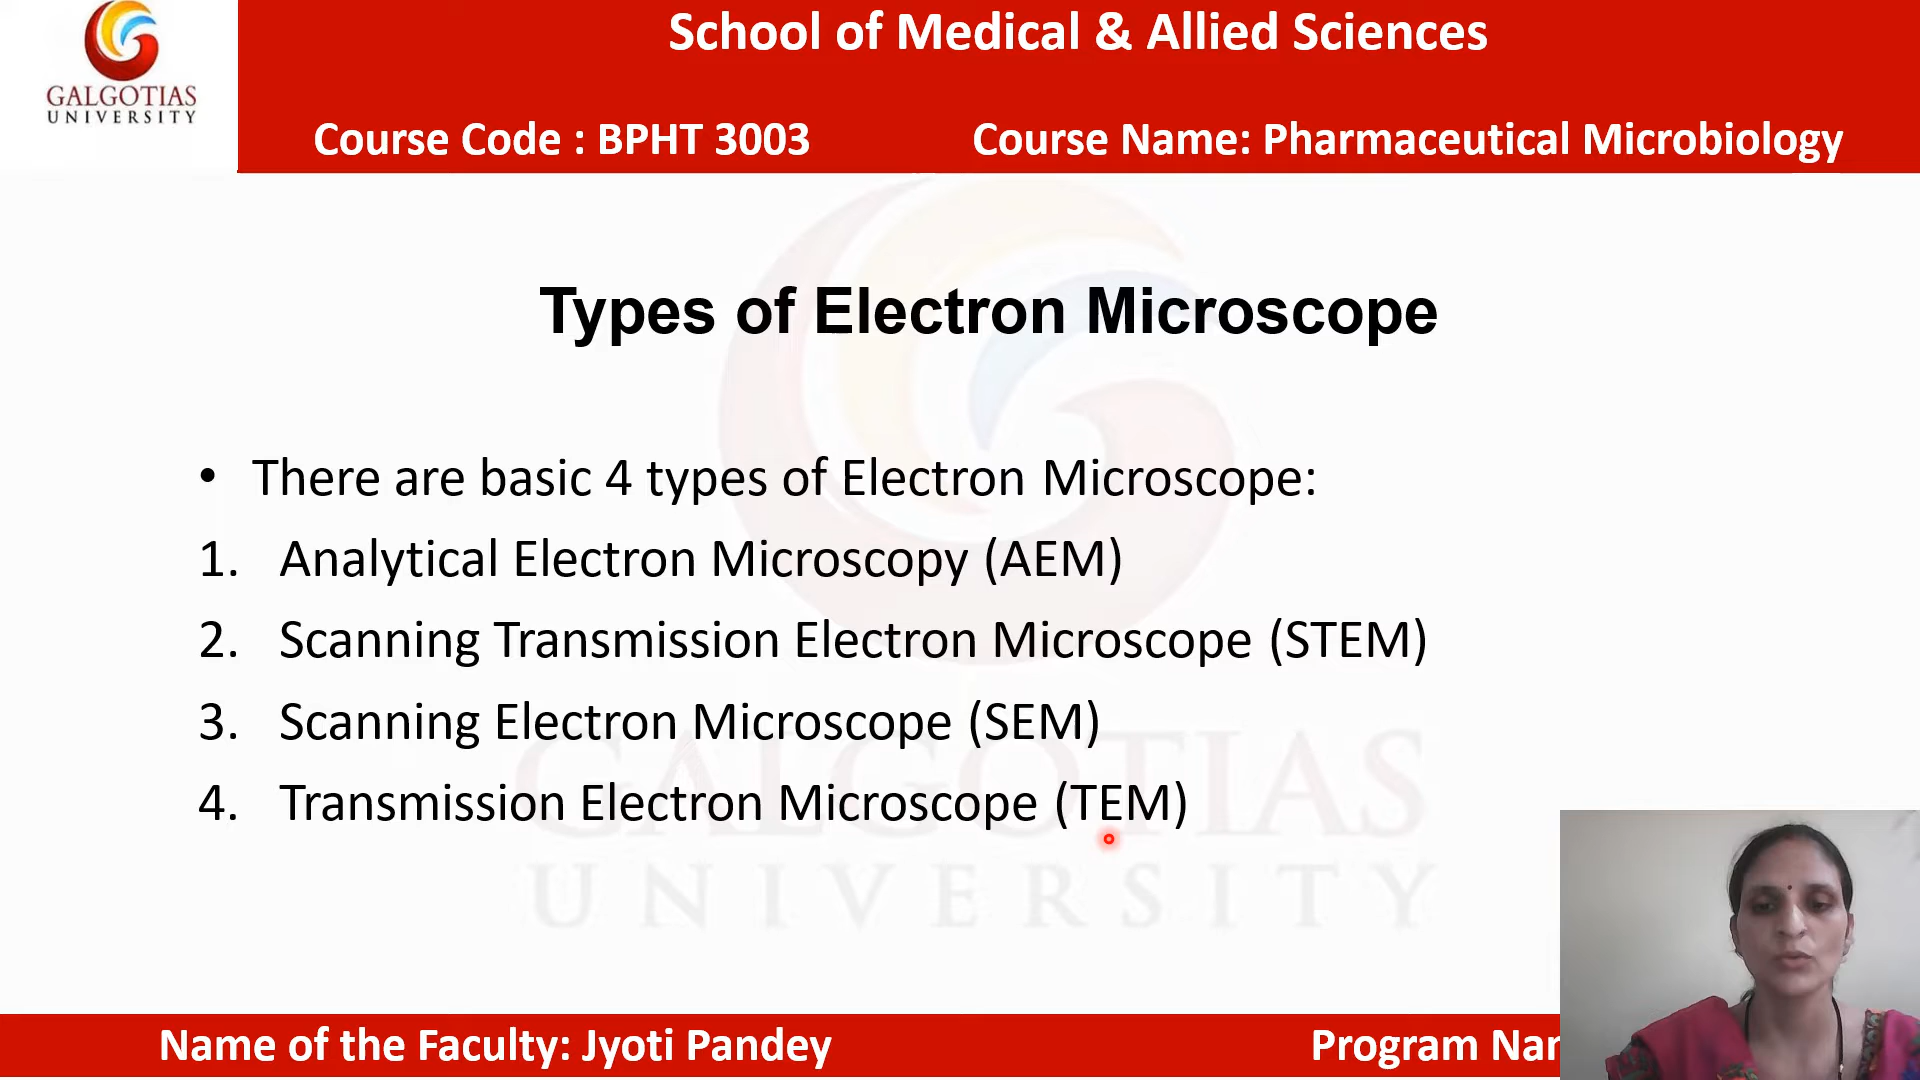 School of Medical & Allied Sciences
GALGOTIAS
UNIVERSITY
Course Code : BPHT 3003 Course Name: Pharmaceutical Microbiology
Types of Electron Microscope
• There are basic 4 types of Electron Microscope:
1. Analytical Electron Microscopy (AEM)
2. Scanning Transmission Electron Microscope (STEM)
3. Scanning Electron Microscope (SEM)
4. Transmission Electron Microscope (TEM)
GALGOTIAS
UNIVERSITY
Name of the Faculty: Jyoti Pandey Program